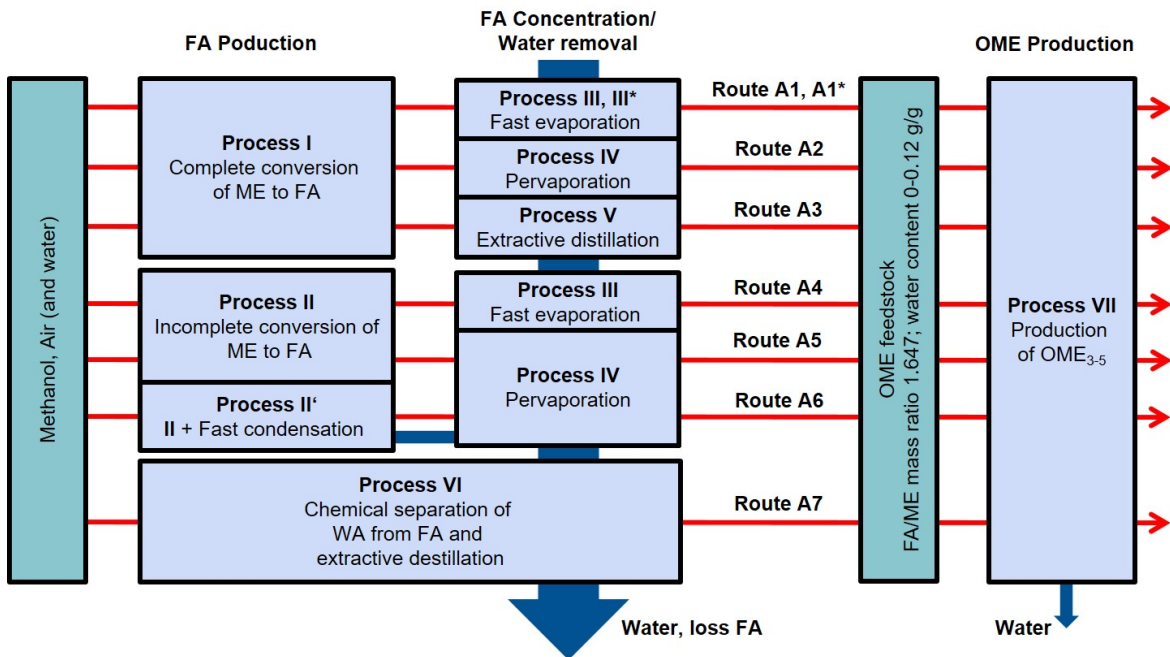 FA Poduction
FA Concentration/
Water removal
OME Production
Methanol, Air (and water)
Process I
Complete conversion
of ME to FA
Process II
Incomplete conversion of
ME to FA
Process II‘
II + Fast condensation
Process III, III*
Fast evaporation
Process IV
Pervaporation
Process V
Extractive distillation
Process III
Fast evaporation
Process IV
Pervaporation
Process VI
Chemical separation of
WA from FA and
extractive destillation
Route A1, A1*
Route A2
Route A3
Route A4
Route A5
Route A6
Route A7
OME feedstock
FA/ME mass ratio 1.647; water content 0-0.12 g/g
Process VII
Production
of OME₃₋₅
Water, loss FA
Water